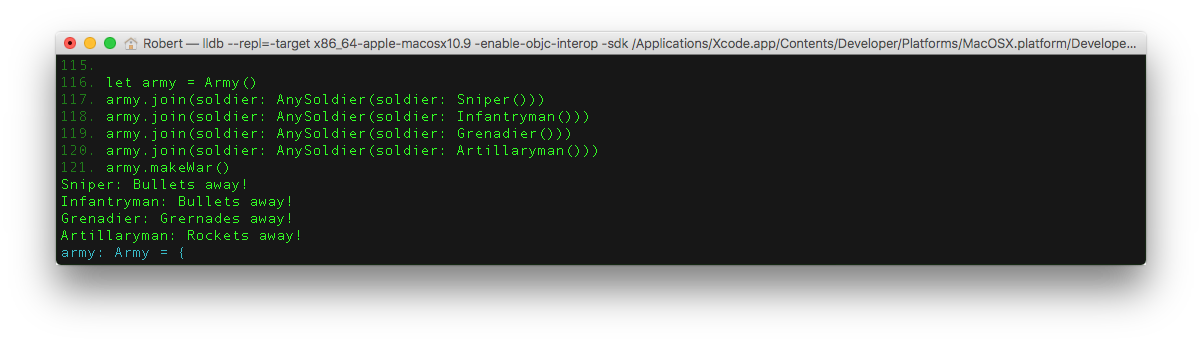 Robert — lldb --repl=-target x86_64-apple-macosx10.9 -enable-objc-interop -sdk /Applications/Xcode.app/Contents/Developer/Platforms/MacOSX.platform/Develope...
115.
116. let army = Army()
117. army.join(soldier: AnySoldier(soldier: Sniper()))
118. army.join(soldier: AnySoldier(soldier: Infantryman()))
119. army.join(soldier: AnySoldier(soldier: Grenadier()))
120. army.join(soldier: AnySoldier(soldier: Artillaryman()))
121. army.makeWar()
Sniper: Bullets away!
Infantryman: Bullets away!
Grenadier: Grernades away!
Artillaryman: Rockets away!
army: Army = {